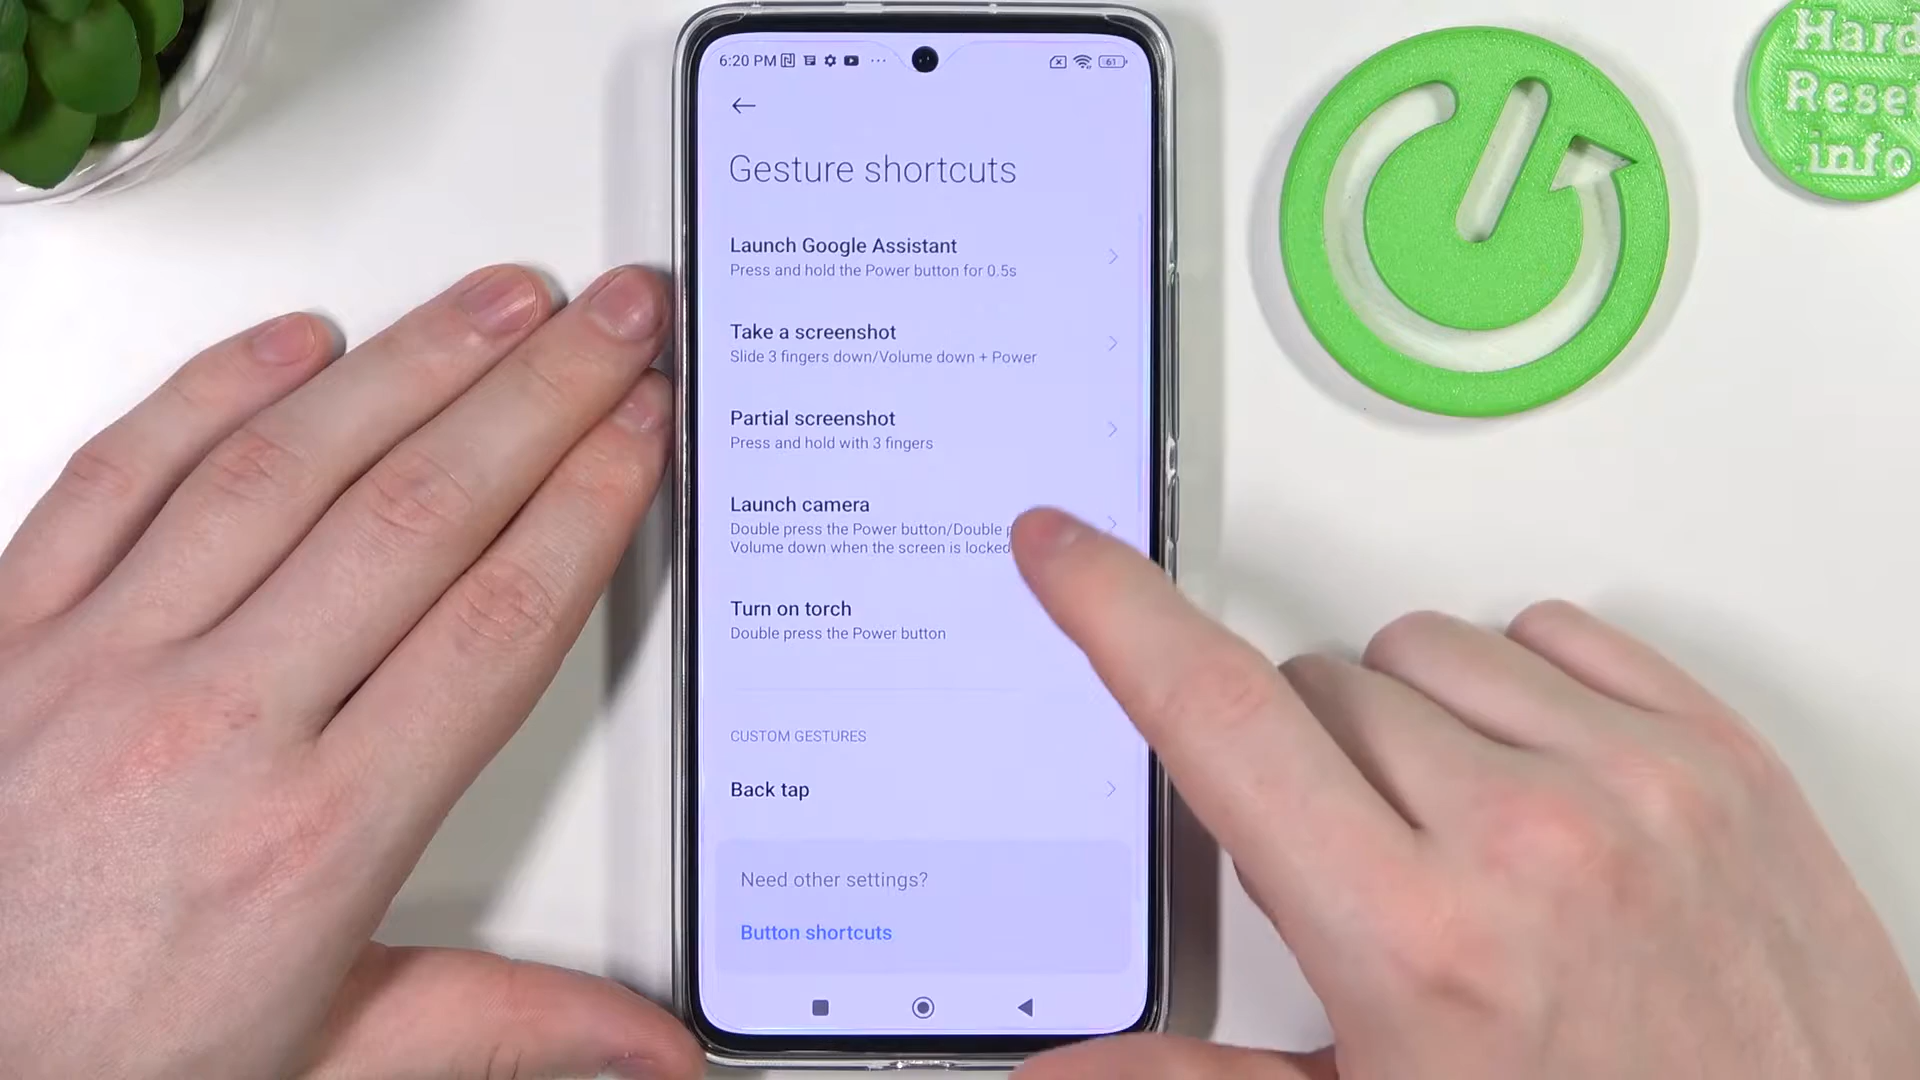 6:20 PM
61
Gesture shortcuts
Launch Google Assistant
Press and hold the Power button for 0.5s
Take a screenshot
Slide 3 fingers down/Volume down + Power
Partial screenshot
Press and hold with 3 fingers
Launch camera
Double press the Power button/Double
Volume down when the screen is locked
Turn on torch
Double press the Power button
CUSTOM GESTURES
Back tap
Need other settings?
Button shortcuts
Hard
Reset
.info